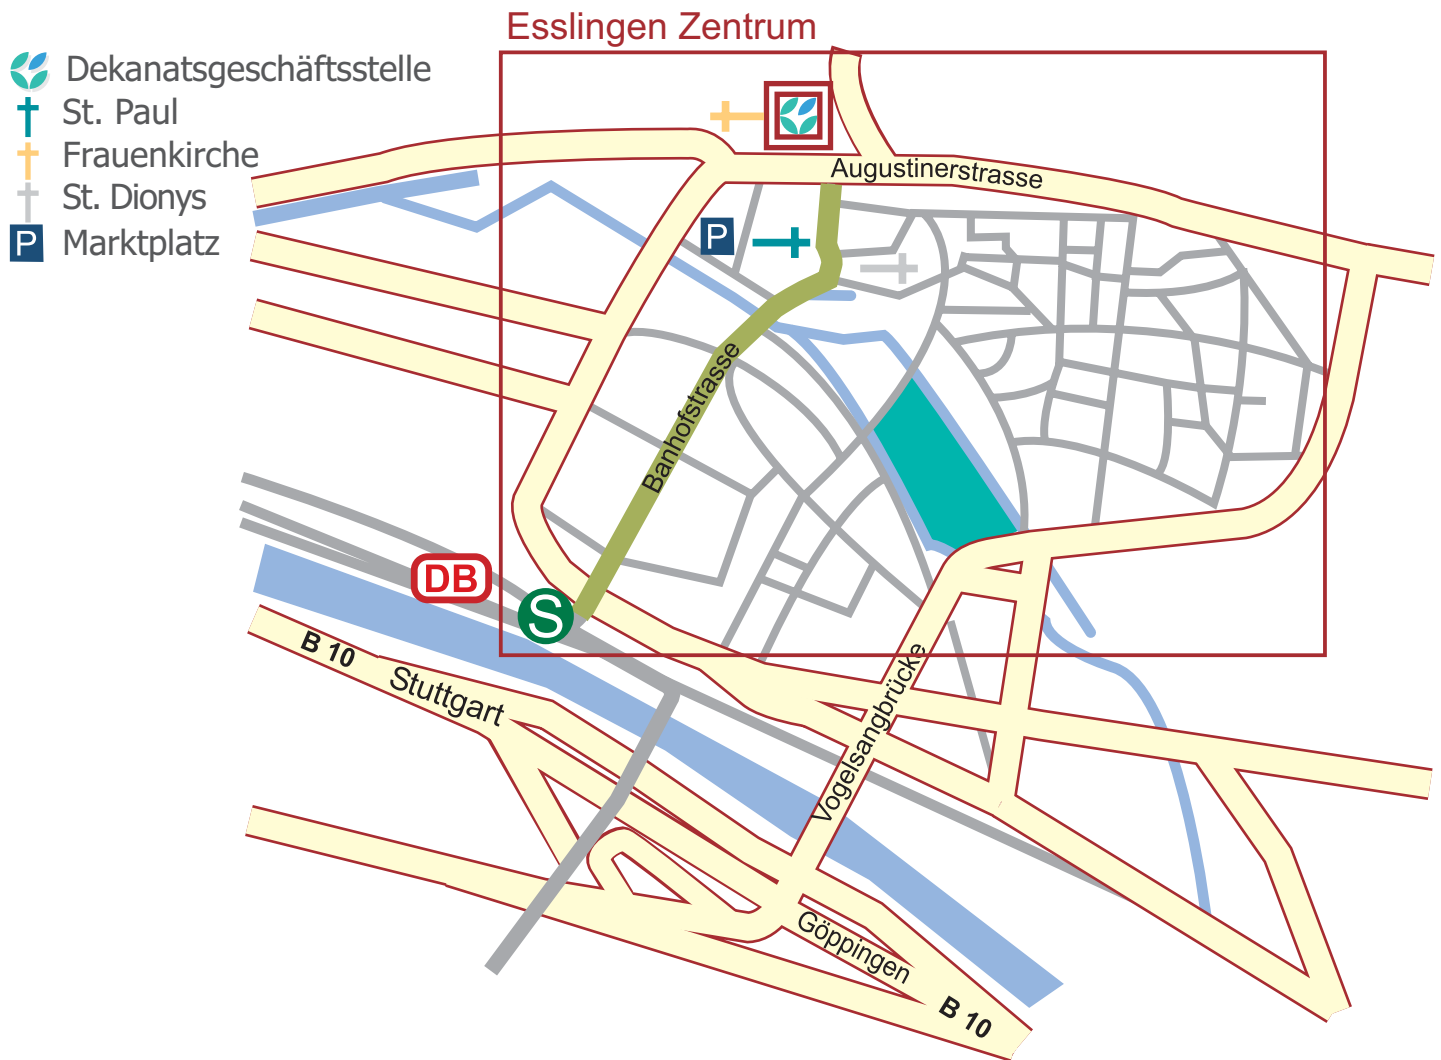 Esslingen Zentrum
Dekanatsgeschäftsstelle
St. Paul
Frauenkirche
St. Dionys
P Marktplatz
Augustinerstrasse
P
Banhofstrasse
DB
S
B 10
Stuttgart
Vogelsangbrücke
Göppingen
B 10